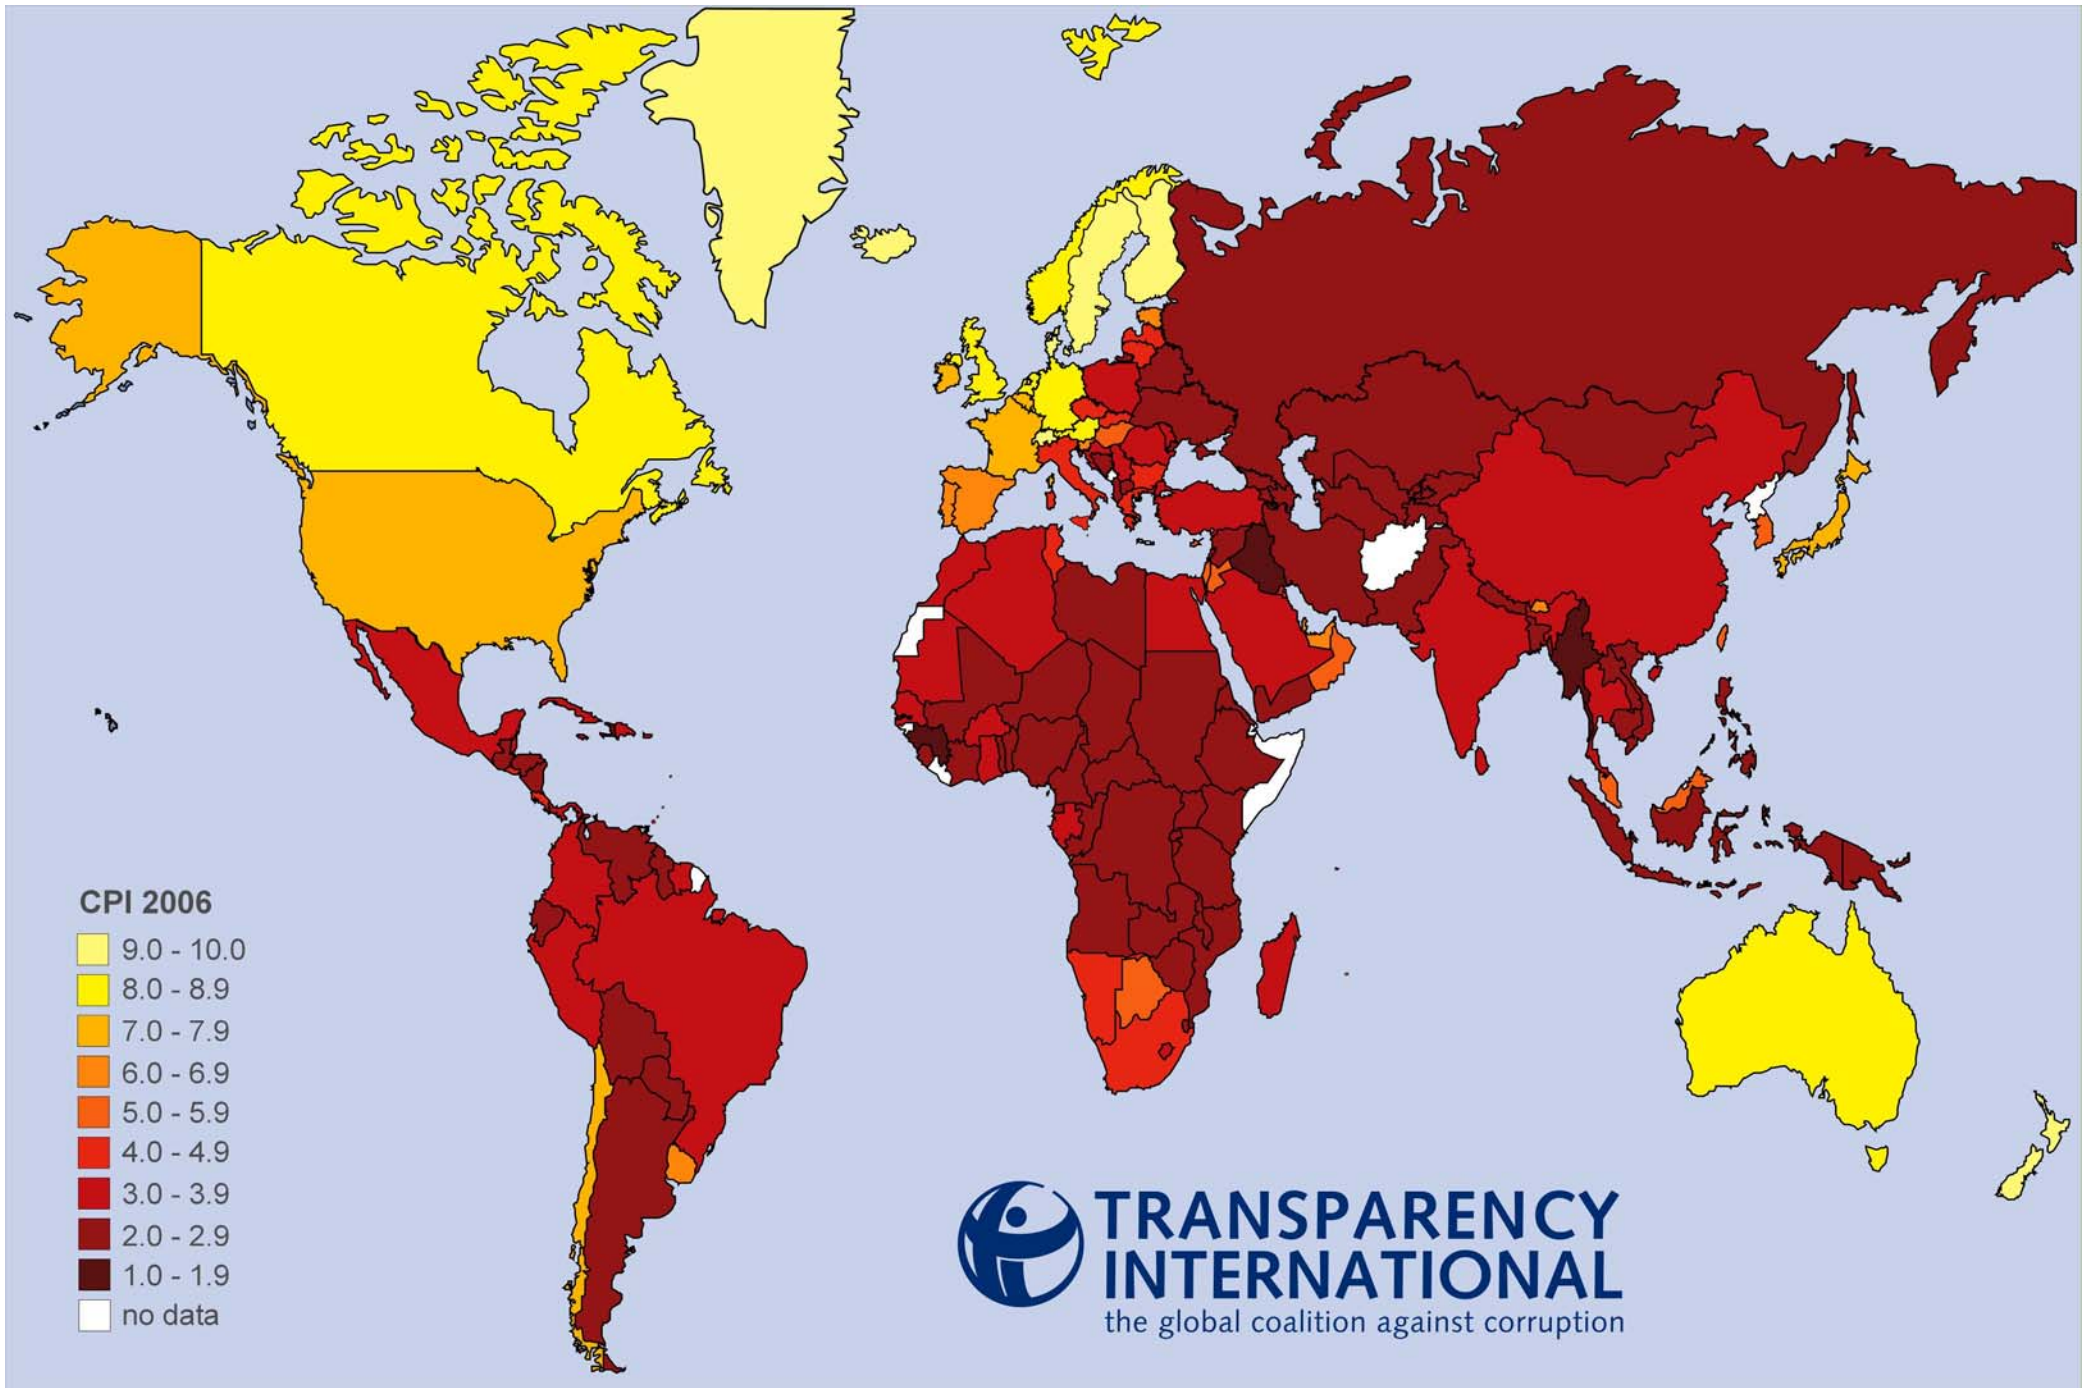 CPI 2006
9.0 - 10.0
8.0 - 8.9
7.0 - 7.9
6.0 - 6.9
5.0 - 5.9
4.0 - 4.9
3.0 - 3.9
2.0 - 2.9
1.0 - 1.9
no data
TRANSPARENCY
INTERNATIONAL
the global coalition against corruption